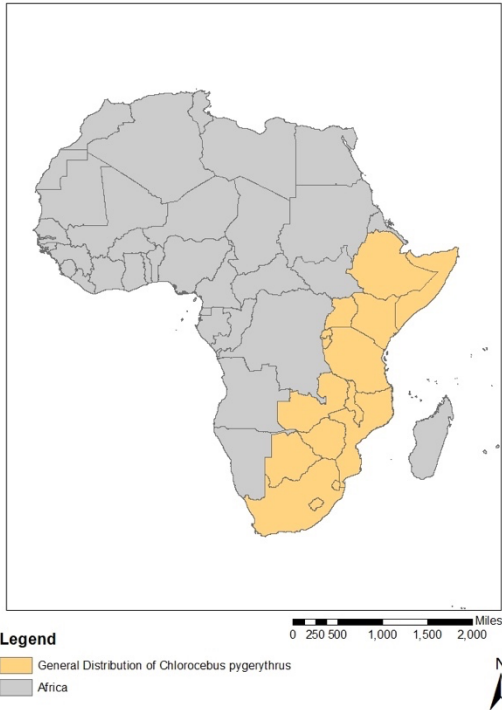 Miles
0 250 500 1,000 1,500 2,000
Legend
N
General Distribution of Chlorocebus pygerythrus
Africa